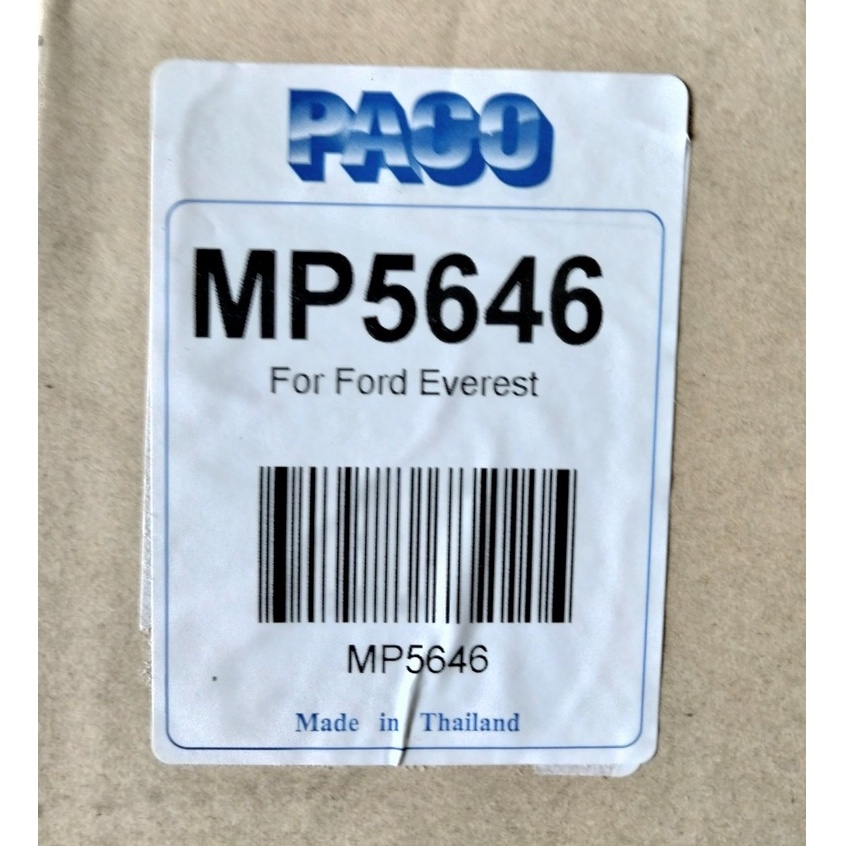 PACO
MP5646
For Ford Everest
MP5646
Made in Thailand